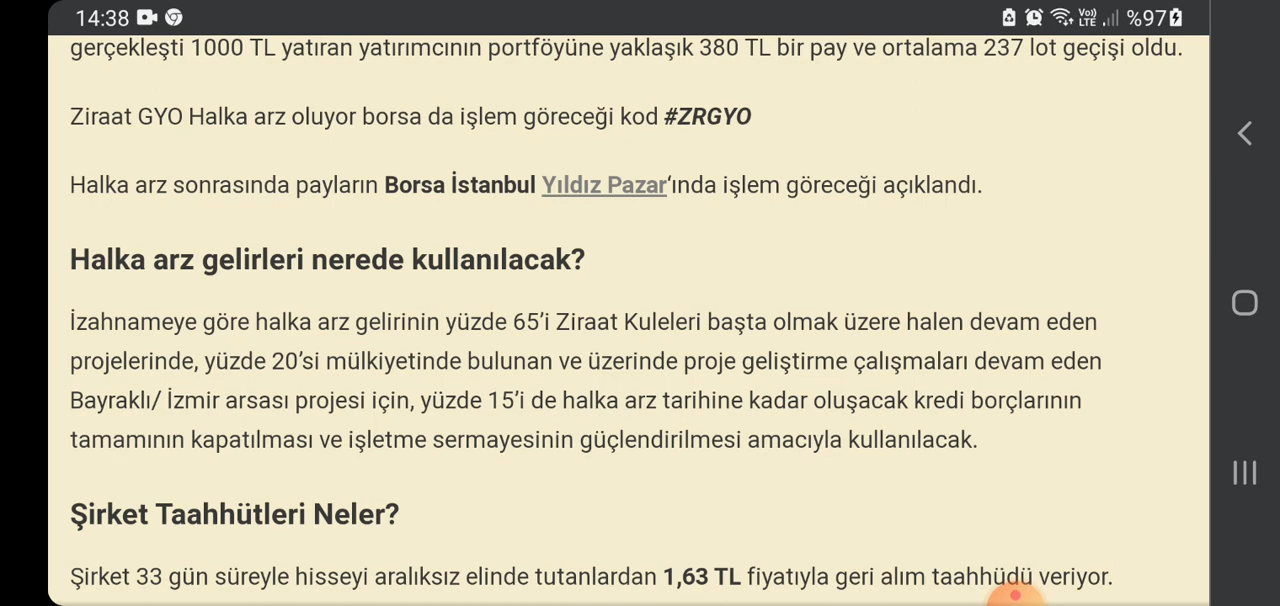 14:38
Vo))
LTE
%97
gerçekleşti 1000 TL yatıran yatırımcının portföyüne yaklaşık 380 TL bir pay ve ortalama 237 lot geçişi oldu.
Ziraat GYO Halka arz oluyor borsa da işlem göreceği kod #ZRGYO
Halka arz sonrasında payların Borsa İstanbul Yıldız Pazar‘ında işlem göreceği açıklandı.
Halka arz gelirleri nerede kullanılacak?
İzahnameye göre halka arz gelirinin yüzde 65’i Ziraat Kuleleri başta olmak üzere halen devam eden
projelerinde, yüzde 20’si mülkiyetinde bulunan ve üzerinde proje geliştirme çalışmaları devam eden
Bayraklı/ İzmir arsası projesi için, yüzde 15’i de halka arz tarihine kadar oluşacak kredi borçlarının
tamamının kapatılması ve işletme sermayesinin güçlendirilmesi amacıyla kullanılacak.
Şirket Taahhütleri Neler?
Şirket 33 gün süreyle hisseyi aralıksız elinde tutanlardan 1,63 TL fiyatıyla geri alım taahhüdü veriyor.